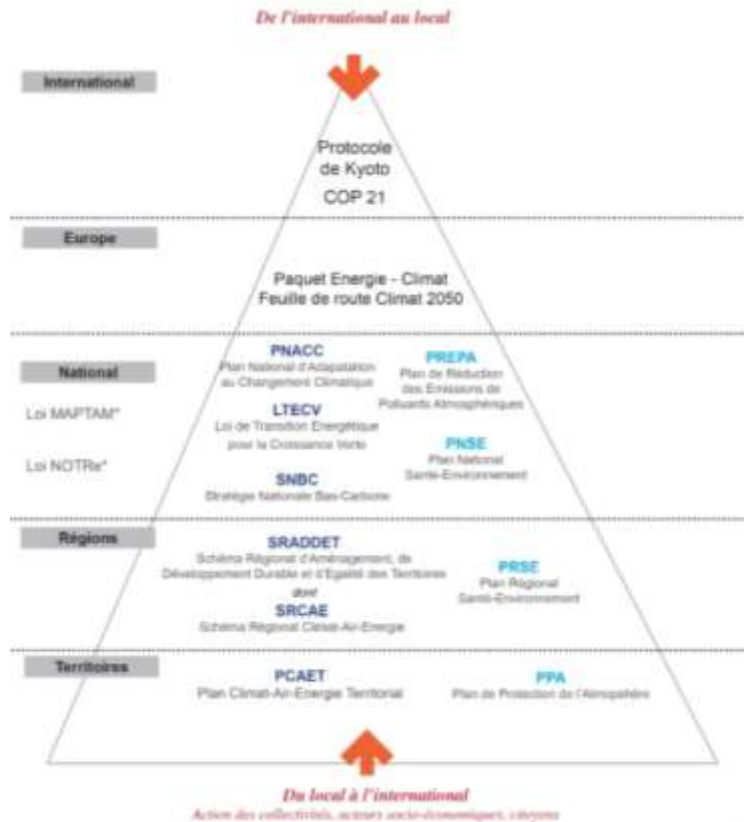 De l'international au local
International
Protocole
de Kyoto
COP 21
Europe
Paquet Energie - Climat
Feuille de route Climat 2050
National
Loi MAPTAM*
Loi NOTRe*
PNACC
Plan National d'Adapatation
au Changement Climatique
LTECV
Loi de Transition Energétique
pour la Croissance Verte
SNBC
Stratégie Nationale Bas-Carbone
PREPA
Plan de Réduction
des Emissions de
Polluants Atmosphériques
PNSE
Plan National
Santé-Environnement
Régions
SRADDET
Schéma Régional d'Aménagement, de
Développement Durable et d'Egalité des Territoires
dont
SRCAE
Schéma Régional Climat-Air-Energie
PRSE
Plan Régional
Santé-Environnement
Territoires
PCAET
Plan Climat-Air-Energie Territorial
PPA
Plan de Protection de l'Atmosphère
Du local à l'international
Action des collectivités, acteurs socio-économiques, citoyens